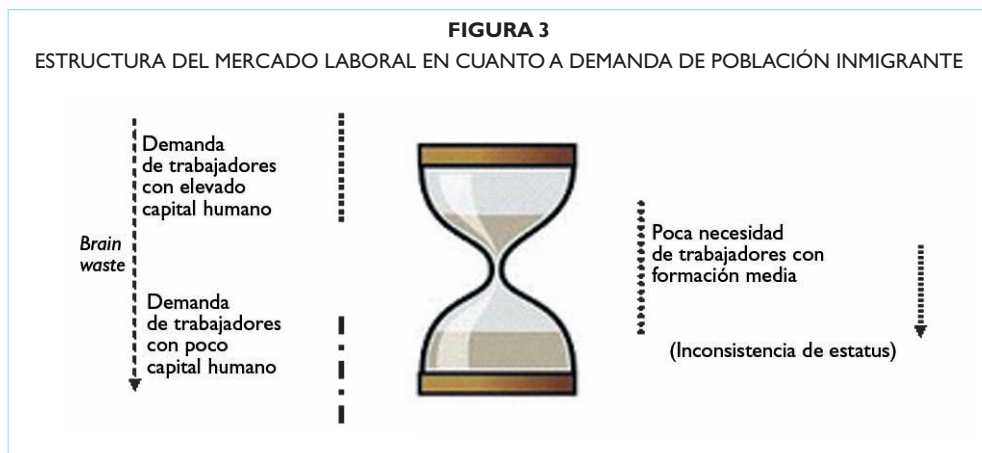 FIGURA 3
ESTRUCTURA DEL MERCADO LABORAL EN CUANTO A DEMANDA DE POBLACIÓN INMIGRANTE
Demanda
de trabajadores
con elevado
capital humano
Brain
waste
Demanda
de trabajadores
con poco
capital humano
Poca necesidad
de trabajadores con
formación media
(Inconsistencia de estatus)